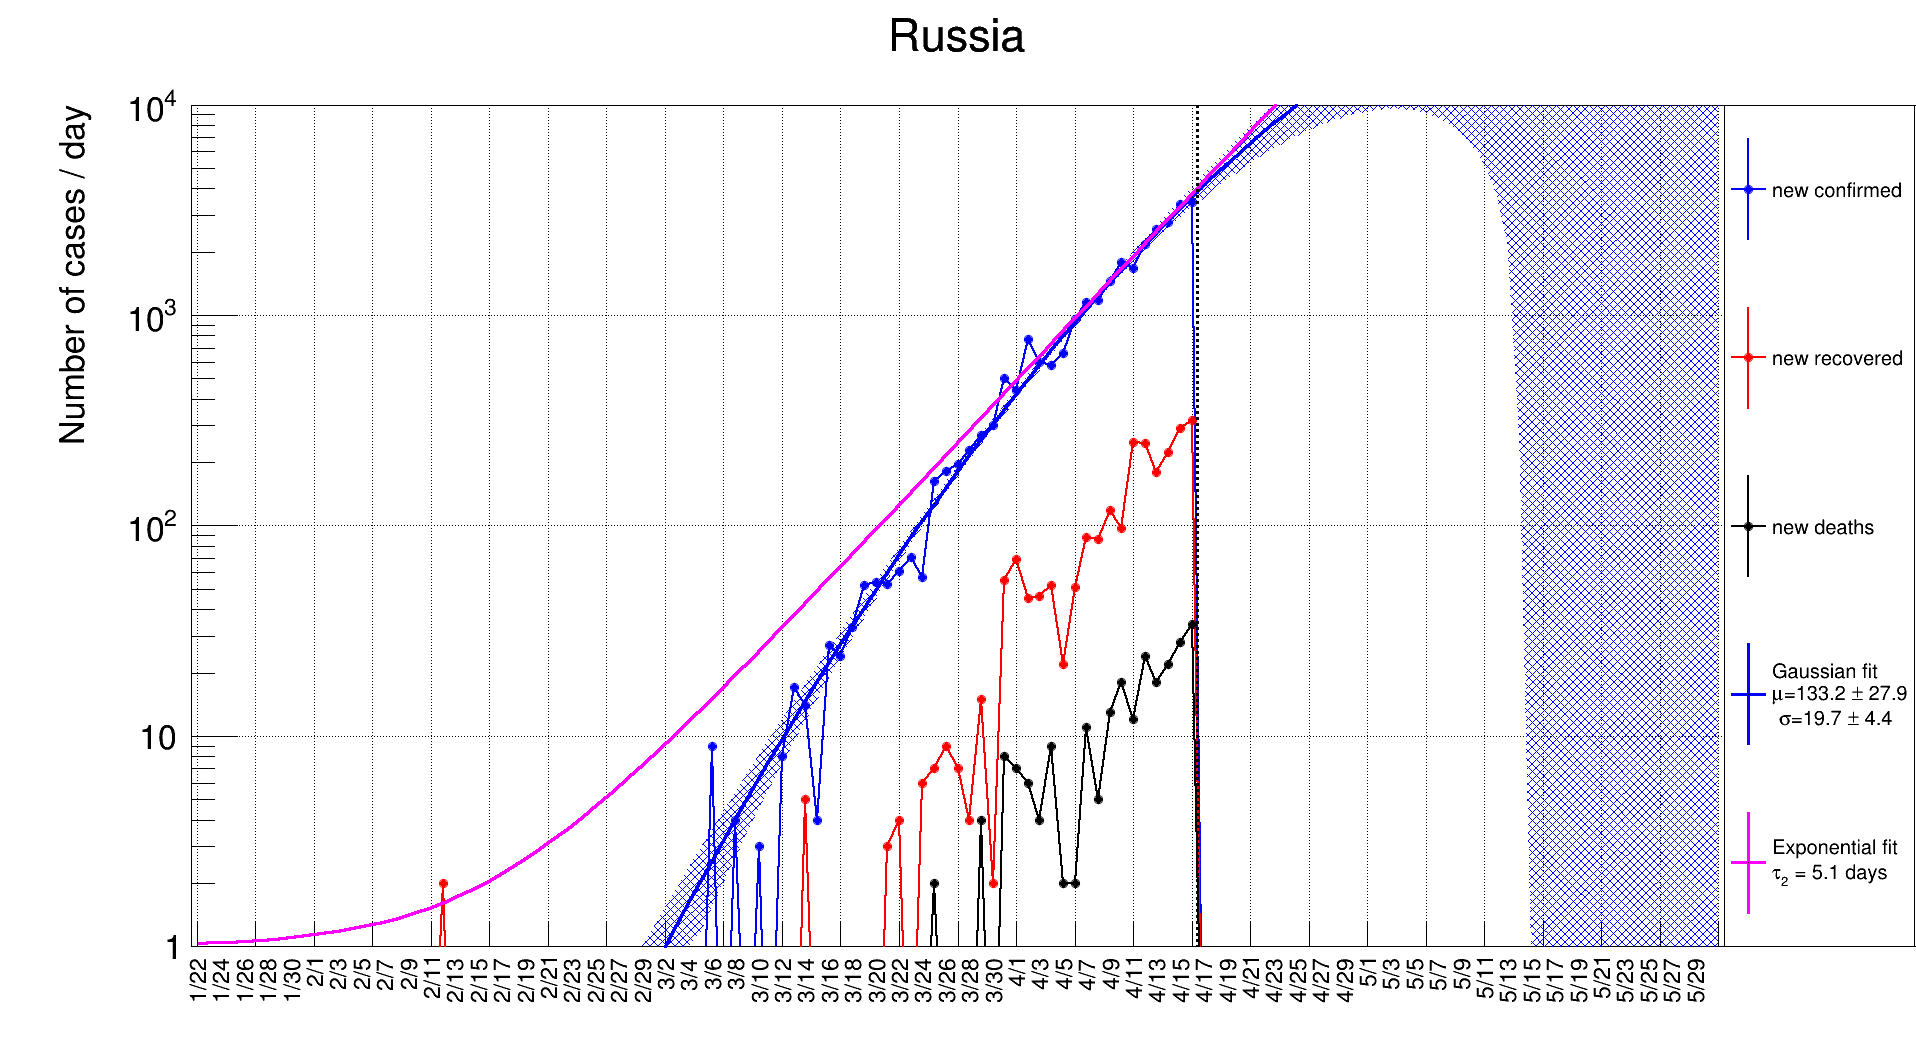 Russia
Number of cases / day
10⁴
10³
10²
10
1
1/22 1/24 1/26 1/28 1/30 2/1 2/3 2/5 2/7 2/9 2/11 2/13 2/15 2/17 2/19 2/21 2/23 2/25 2/27 2/29 3/2 3/4 3/6 3/8 3/10 3/12 3/14 3/16 3/18 3/20 3/22 3/24 3/26 3/28 3/30 4/1 4/3 4/5 4/7 4/9 4/11 4/13 4/15 4/17 4/19 4/21 4/23 4/25 4/27 4/29 5/1 5/3 5/5 5/7 5/9 5/11 5/13 5/15 5/17 5/19 5/21 5/23 5/25 5/27 5/29
new confirmed
new recovered
new deaths
Gaussian fit
μ=133.2 ± 27.9
σ=19.7 ± 4.4
Exponential fit
τ₂ = 5.1 days